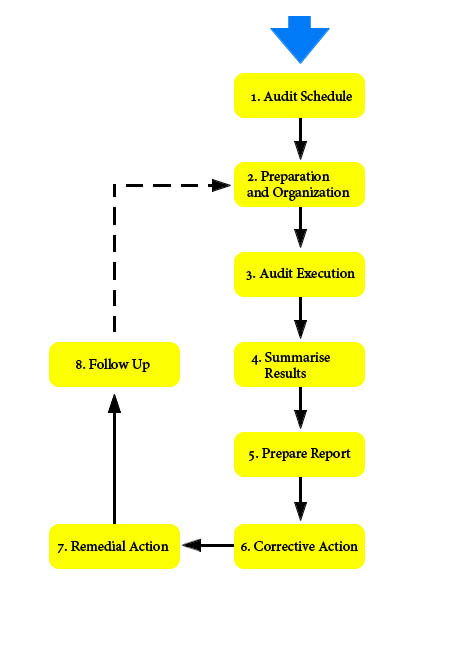 1. Audit Schedule
2. Preparation
and Organization
3. Audit Execution
4. Summarise
Results
5. Prepare Report
6. Corrective Action
7. Remedial Action
8. Follow Up